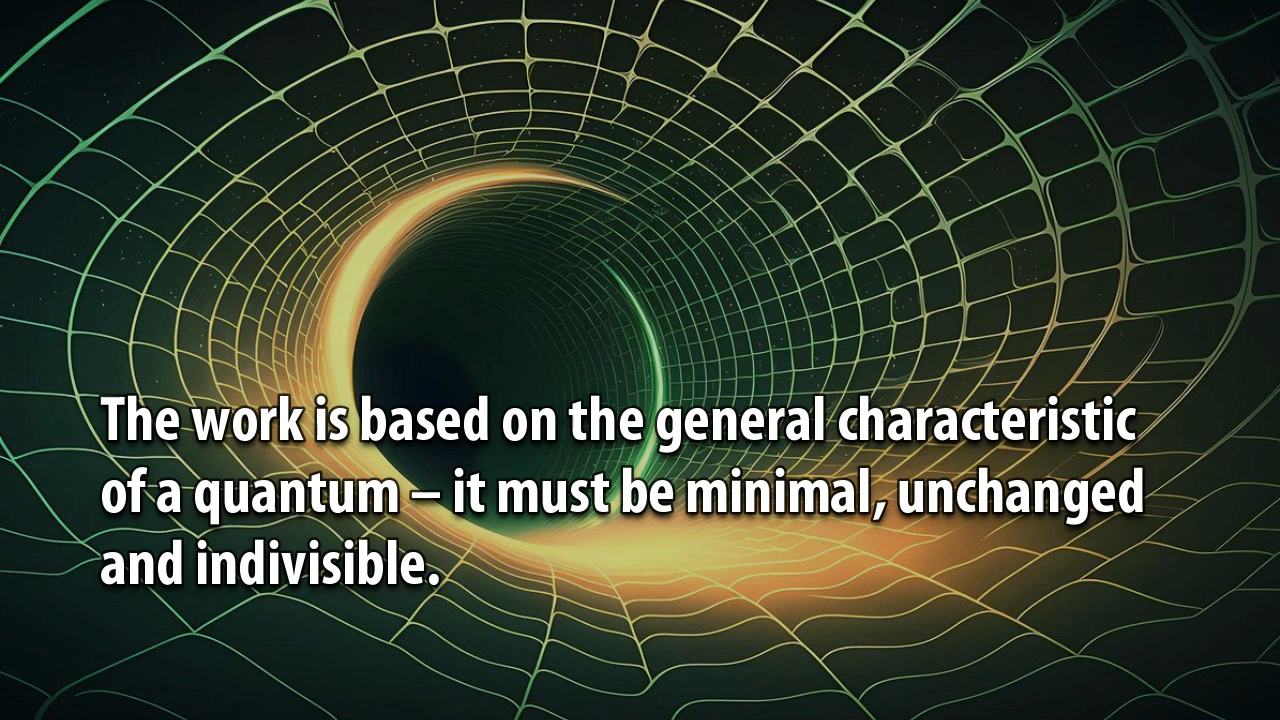 The work is based on the general characteristic
of a quantum – it must be minimal, unchanged
and indivisible.